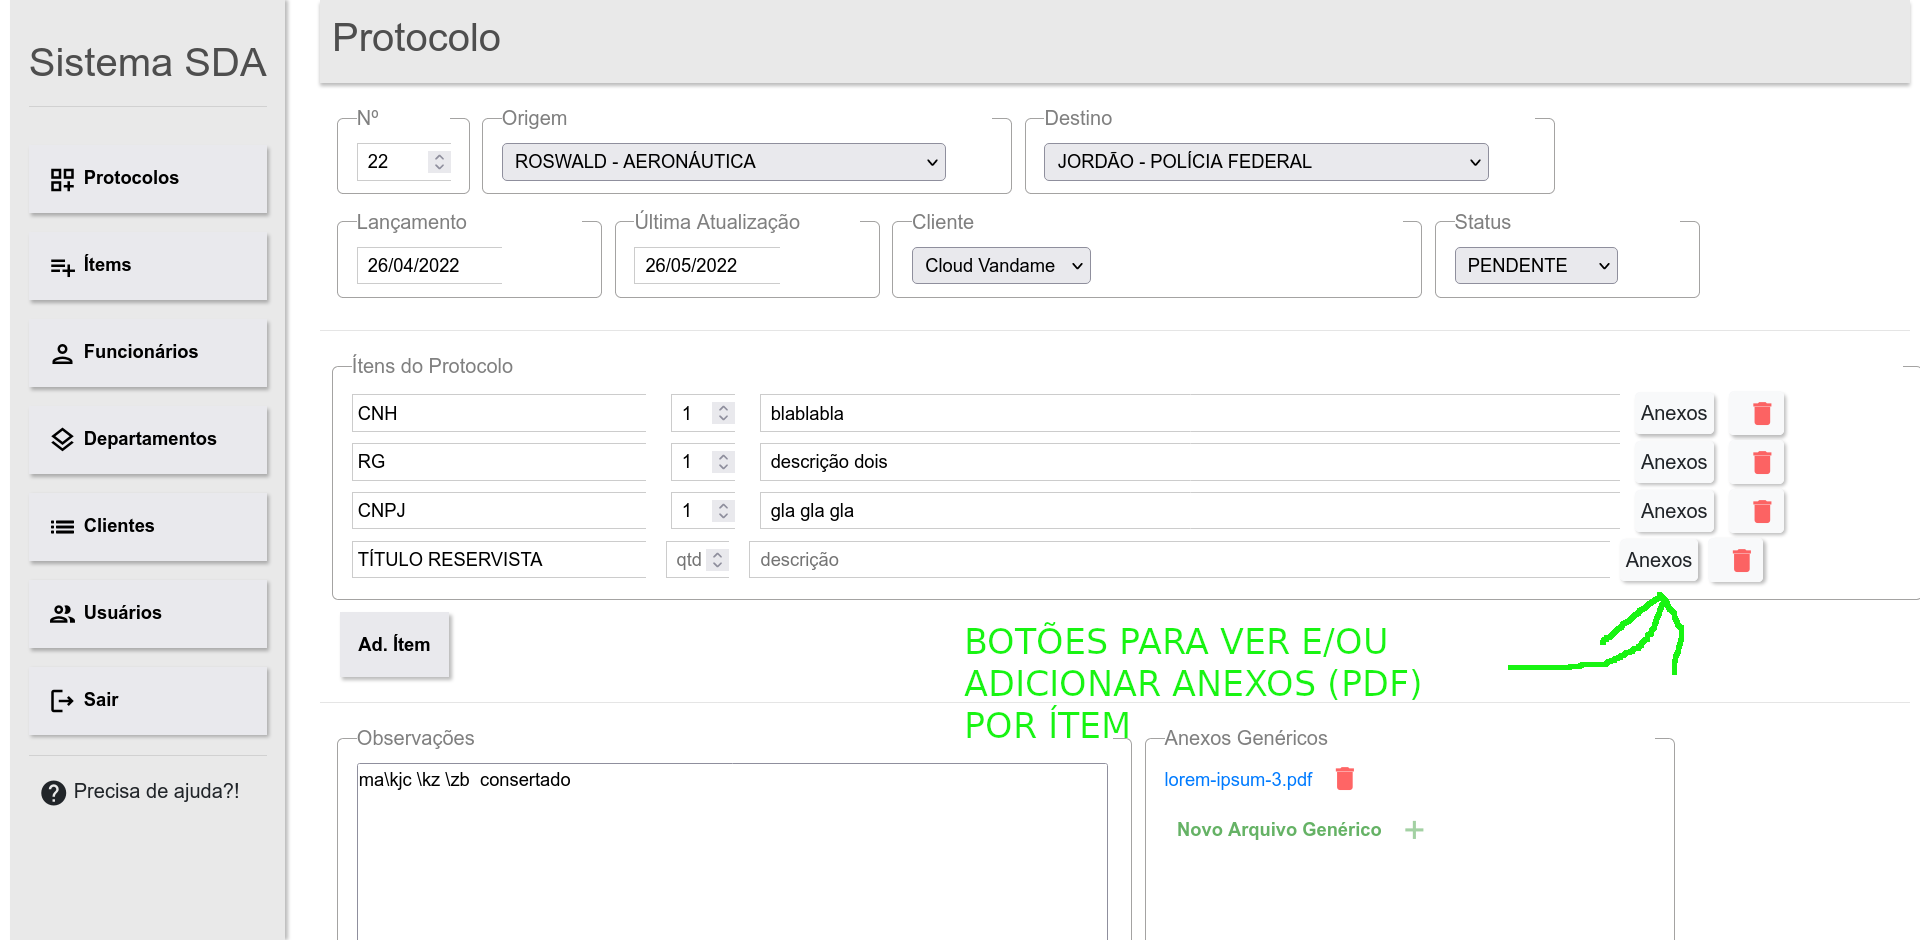 Sistema SDA
Protocolos
Ítems
Funcionários
Departamentos
Clientes
Usuários
Sair
Precisa de ajuda?!
Protocolo
Nº
22
Origem
ROSWALD - AERONÁUTICA
Destino
JORDÃO - POLÍCIA FEDERAL
Lançamento
26/04/2022
Última Atualização
26/05/2022
Cliente
Cloud Vandame
Status
PENDENTE
Ítens do Protocolo
CNH 1 blablabla Anexos
RG 1 descrição dois Anexos
CNPJ 1 gla gla gla Anexos
TÍTULO RESERVISTA qtd descrição Anexos
Ad. Ítem
BOTÕES PARA VER E/OU
ADICIONAR ANEXOS (PDF)
POR ÍTEM
Observações
ma\kjc \kz \zb  consertado
Anexos Genéricos
lorem-ipsum-3.pdf
Novo Arquivo Genérico +